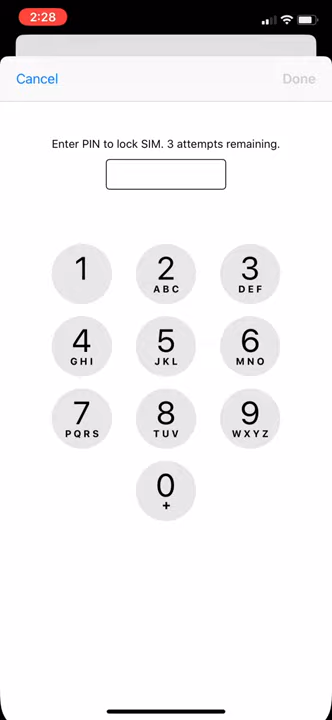 2:28
Cancel
Done
Enter PIN to lock SIM. 3 attempts remaining.
1
2
ABC
3
DEF
4
GHI
5
JKL
6
MNO
7
PQRS
8
TUV
9
WXYZ
0
+